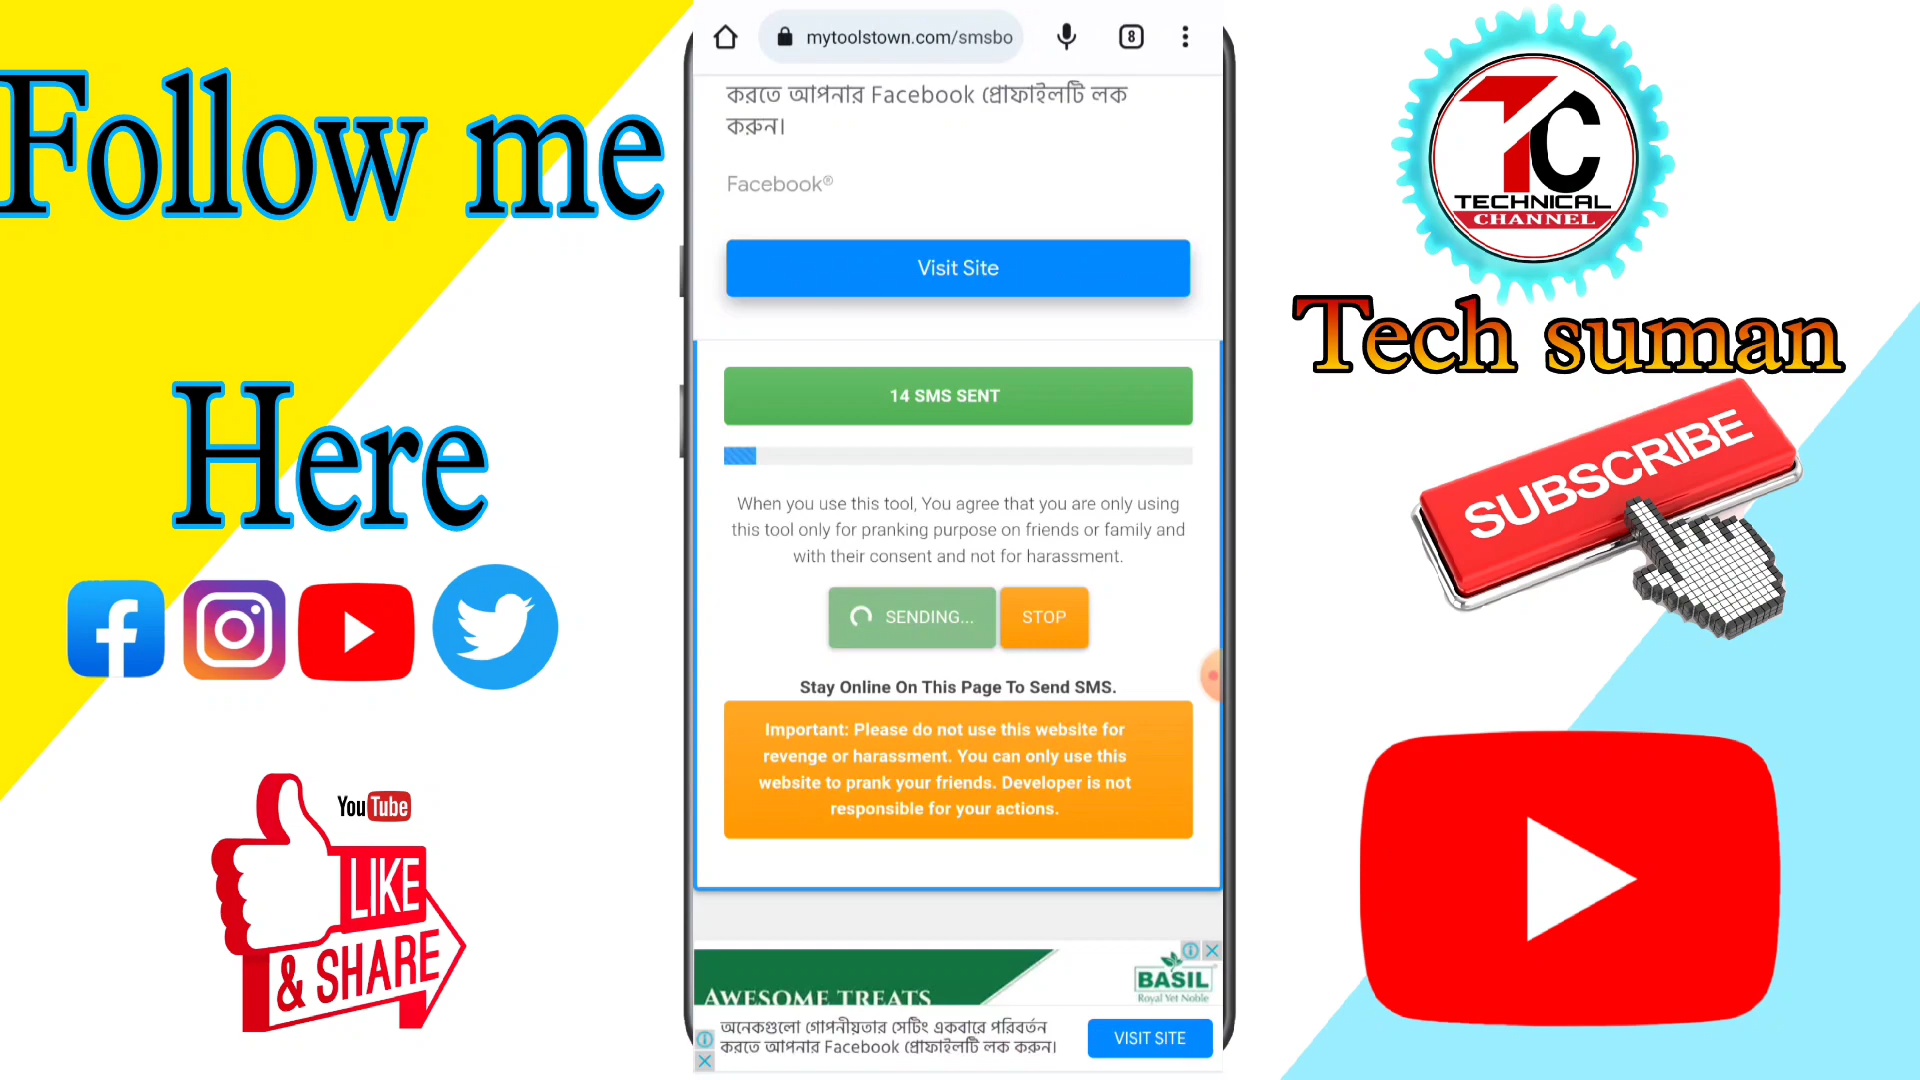 Follow me
Here
YouTube
LIKE
& SHARE
mytoolstown.com/smsbo
8
করতে আপনার Facebook প্রোফাইলটি লক
করুন।
Facebook®
Visit Site
14 SMS SENT
When you use this tool, You agree that you are only using
this tool only for pranking purpose on friends or family and
with their consent and not for harassment.
SENDING...
STOP
Stay Online On This Page To Send SMS.
Important: Please do not use this website for
revenge or harassment. You can only use this
website to prank your friends. Developer is not
responsible for your actions.
AWESOME TREATS
BASIL
Royal Yet Noble
অনেকগুলো গোপনীয়তার সেটিং একবারে পরিবর্তন
করতে আপনার Facebook প্রোফাইলটি লক করুন।
VISIT SITE
TC
TECHNICAL
CHANNEL
Tech suman
SUBSCRIBE